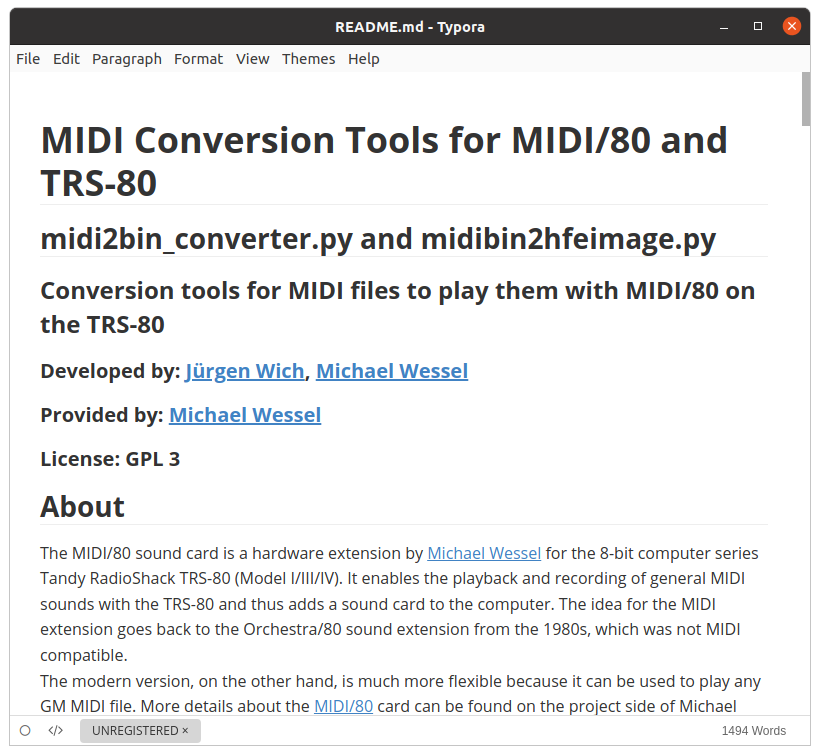 README.md - Typora
File Edit Paragraph Format View Themes Help
MIDI Conversion Tools for MIDI/80 and
TRS-80
midi2bin_converter.py and midibin2hfeimage.py
Conversion tools for MIDI files to play them with MIDI/80 on
the TRS-80
Developed by: Jürgen Wich, Michael Wessel
Provided by: Michael Wessel
License: GPL 3
About
The MIDI/80 sound card is a hardware extension by Michael Wessel for the 8-bit computer series
Tandy RadioShack TRS-80 (Model I/III/IV). It enables the playback and recording of general MIDI
sounds with the TRS-80 and thus adds a sound card to the computer. The idea for the MIDI
extension goes back to the Orchestra/80 sound extension from the 1980s, which was not MIDI
compatible.
The modern version, on the other hand, is much more flexible because it can be used to play any
GM MIDI file. More details about the MIDI/80 card can be found on the project side of Michael
</> UNREGISTERED × 1494 Words